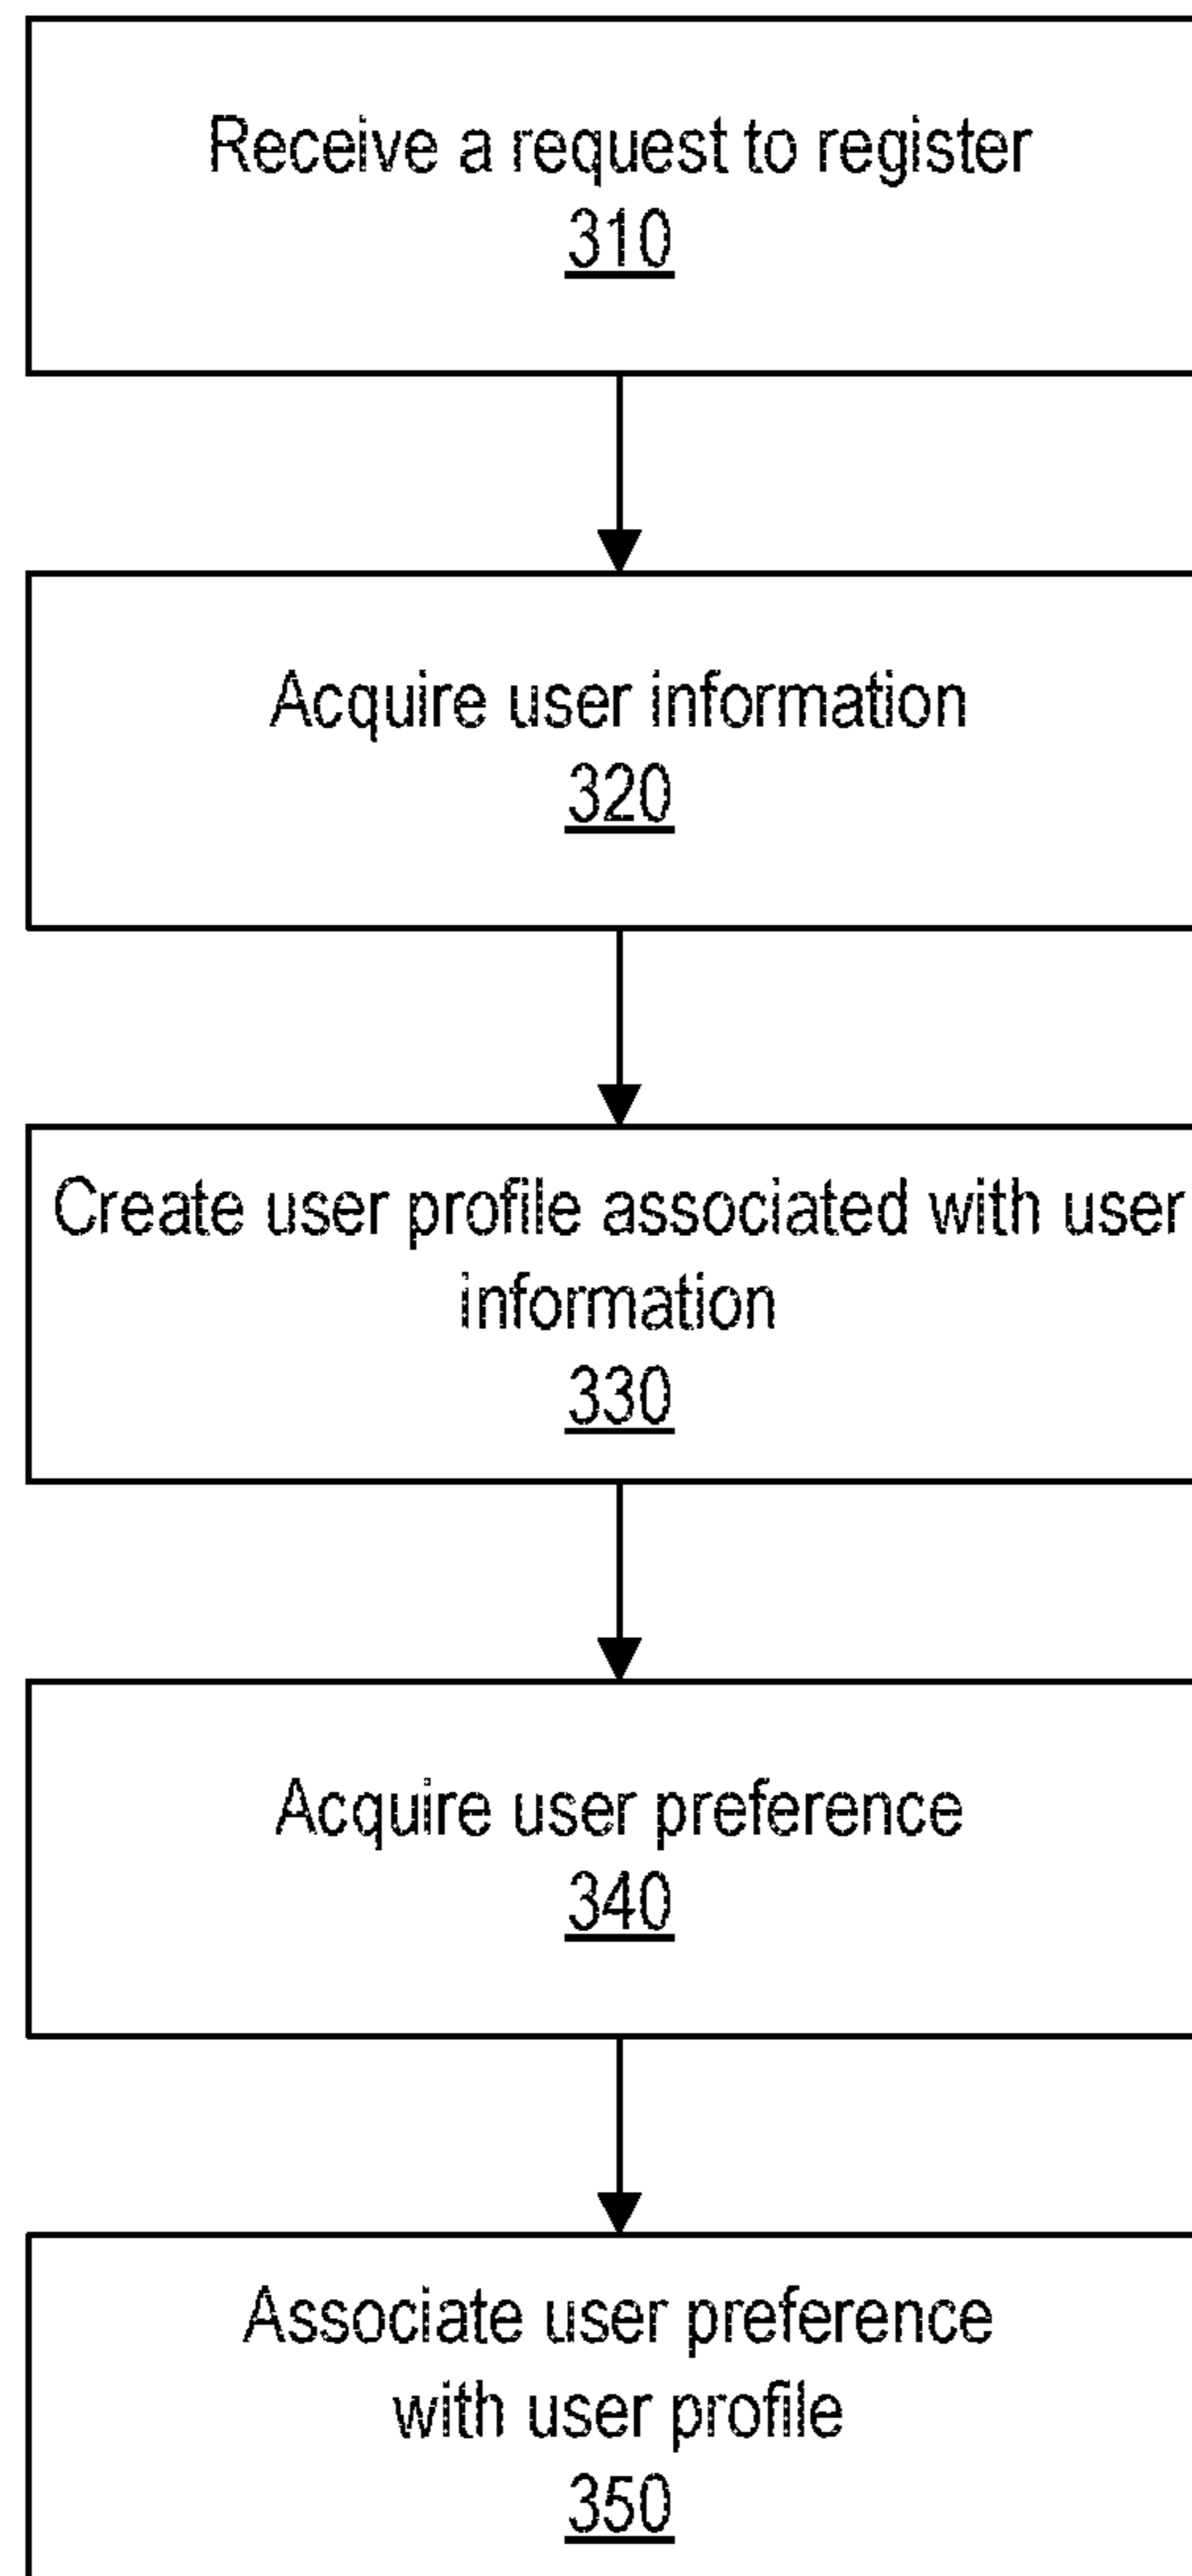 Receive a request to register
310
Acquire user information
320
Create user profile associated with user
information
330
Acquire user preference
340
Associate user preference
with user profile
350